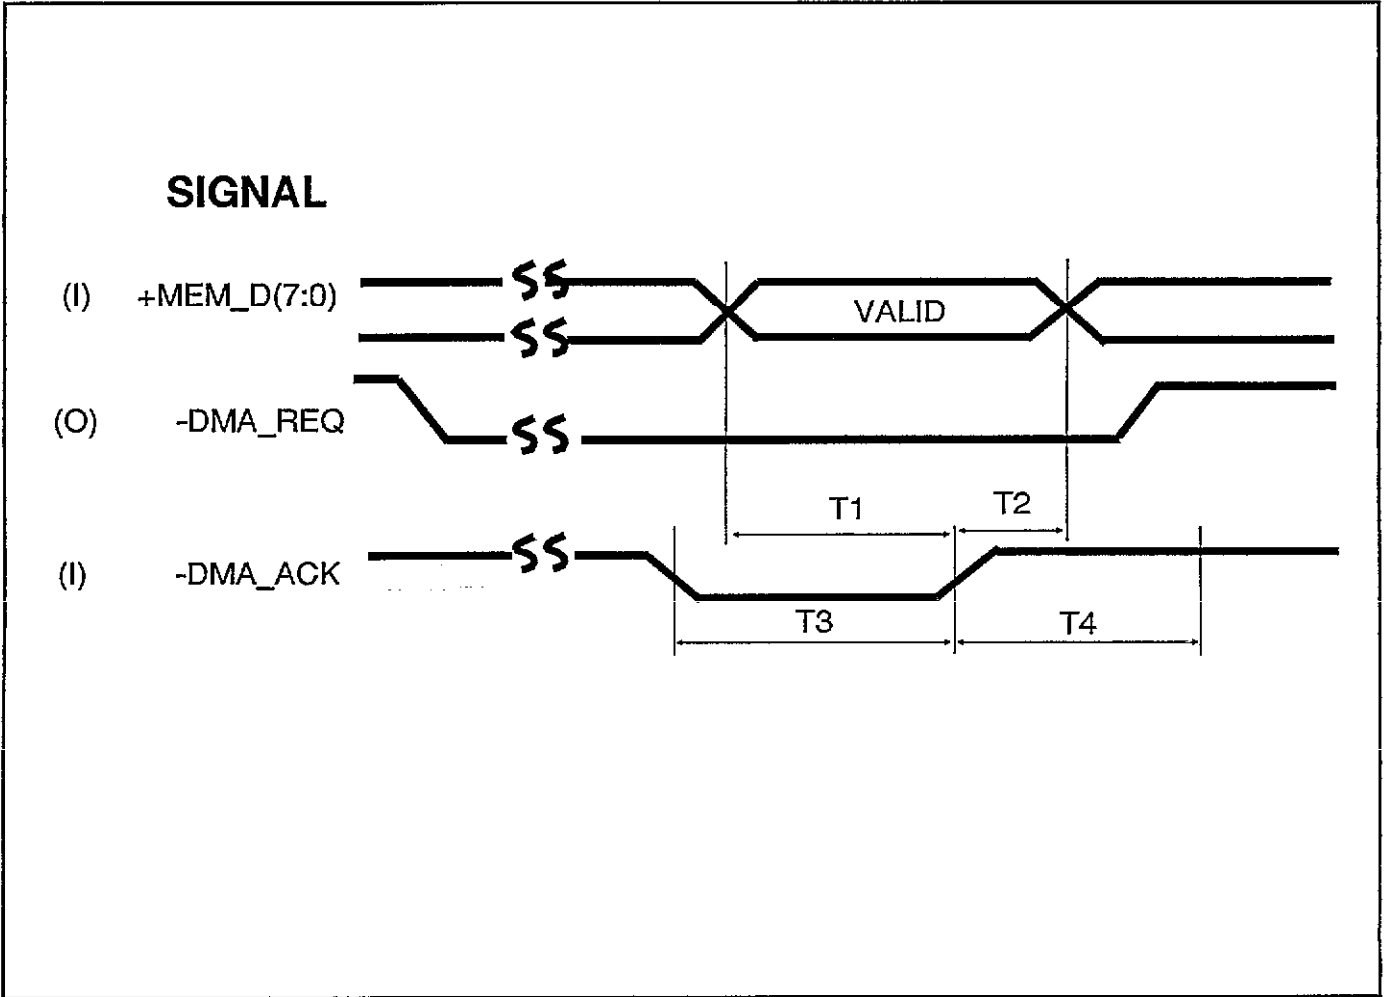 SIGNAL
(I) +MEM_D(7:0)
VALID
(O) -DMA_REQ
T1 T2
(I) -DMA_ACK
T3 T4